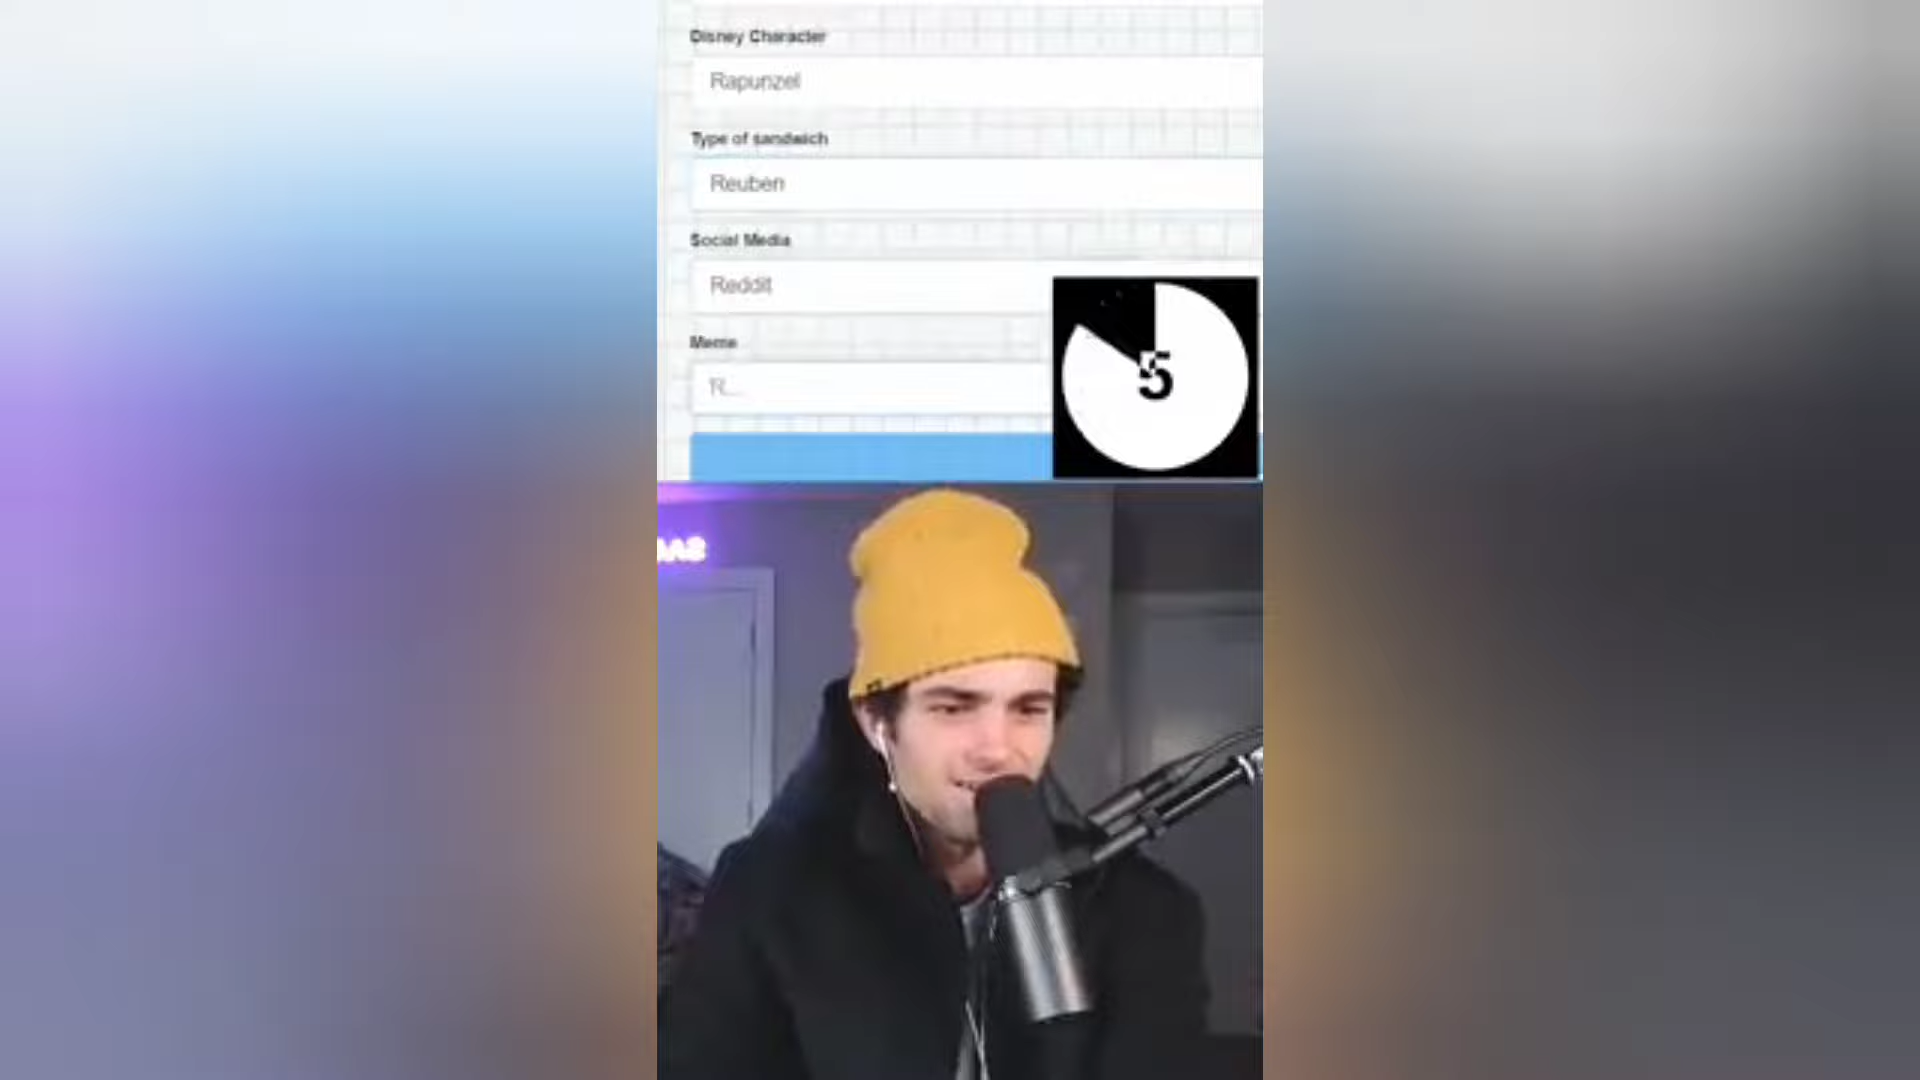 Disney Character
Rapunzel
Type of sandwich
Reuben
Social Media
Reddit
Meme
R...
5